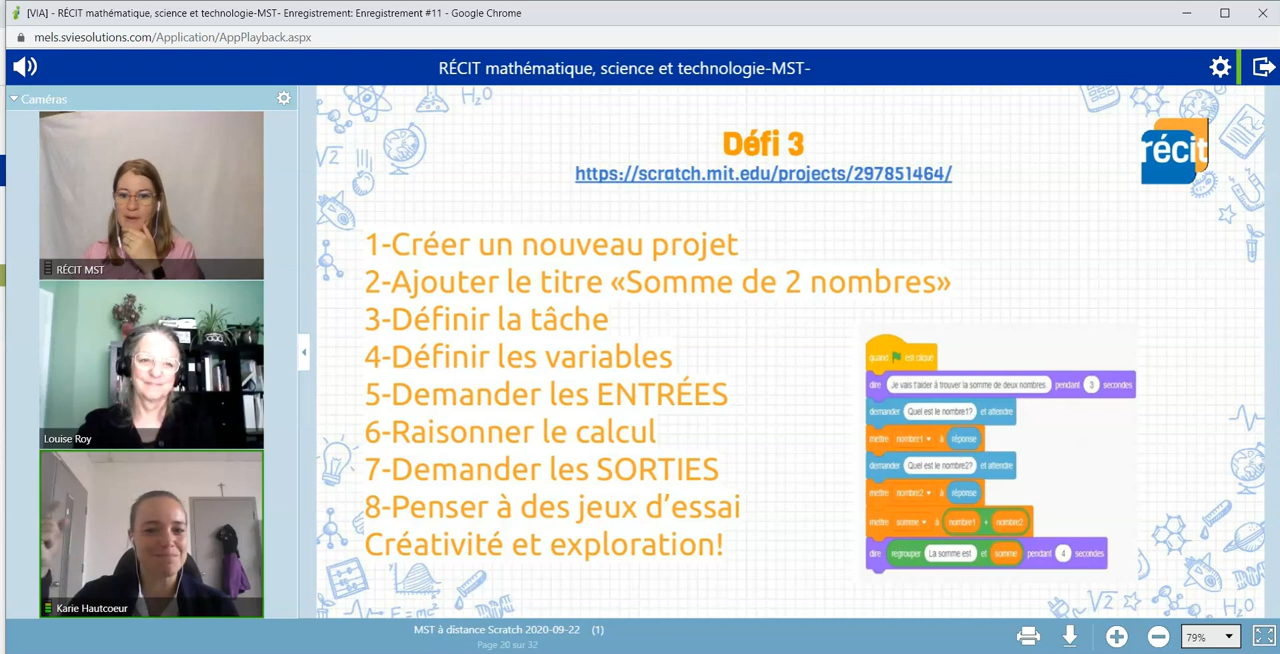 [VIA] - RÉCIT mathématique, science et technologie-MST- Enregistrement: Enregistrement #11 - Google Chrome
mels.sviesolutions.com/Application/AppPlayback.aspx
RÉCIT mathématique, science et technologie-MST-
Caméras
RÉCIT MST
Louise Roy
Karie Hautcoeur
H₂O
√2
Défi 3
récit
https://scratch.mit.edu/projects/297851464/
1-Créer un nouveau projet
2-Ajouter le titre «Somme de 2 nombres»
3-Définir la tâche
4-Définir les variables
5-Demander les ENTRÉES
6-Raisonner le calcul
7-Demander les SORTIES
8-Penser à des jeux d’essai
Créativité et exploration!
quand est cliqué
dire Je vais t'aider à trouver la somme de deux nombres. pendant 3 secondes
demander Quel est le nombre1? et attendre
mettre nombre1 à réponse
demander Quel est le nombre2? et attendre
mettre nombre2 à réponse
mettre somme à nombre1 + nombre2
dire regrouper La somme est et somme pendant 4 secondes
E=mc²
√2
H₂O
MST à distance Scratch 2020-09-22 (1)
Page 20 sur 32
79%